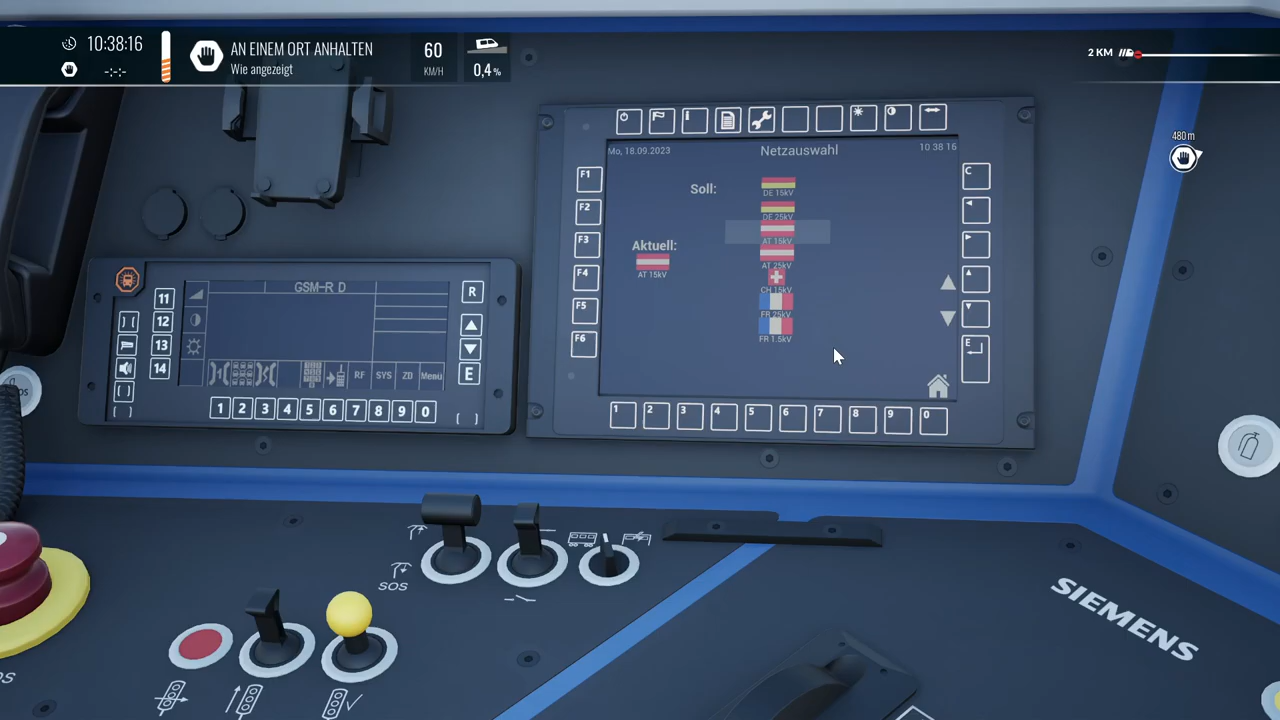 10:38:16
-:-:-
AN EINEM ORT ANHALTEN
Wie angezeigt
60
KM/H
0,4%
2 KM
480 m
Mo, 18.09.2023
Netzauswahl
10 38 16
Soll:
DE 15kV
DE 25kV
AT 15kV
AT 25kV
CH 15kV
FR 25kV
FR 1.5kV
Aktuell:
AT 15kV
F1
F2
F3
F4
F5
F6
C
E
1 2 3 4 5 6 7 8 9 0
GSM-R D
11
12
13
14
R
E
RF SYS ZD Menü
1 2 3 4 5 6 7 8 9 0
SOS
SIEMENS